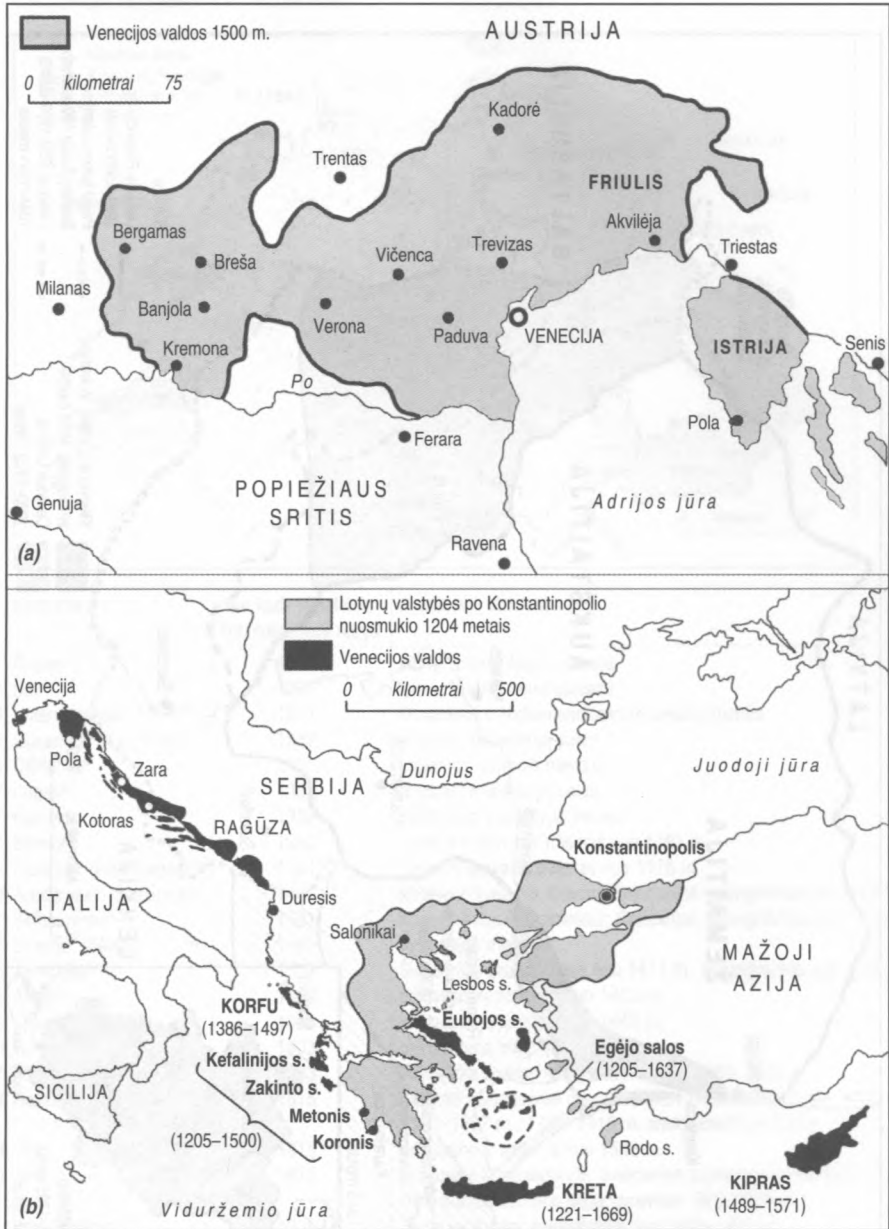 Venecijos valdos 1500 m.
0 kilometrai 75
AUSTRIJA
Kadorė
Trentas
FRIULIS
Akvilėja
Bergamas
Breša
Vičenca
Trevizas
Triestas
Milanas
Banjola
Verona
Paduva
VENECIJA
ISTRIJA
Senis
Kremona
Po
Pola
Ferara
Genuja
POPIEŽIAUS
SRITIS
Adrijos jūra
Ravena
(a)
Lotynų valstybės po Konstantinopolio
nuosmukio 1204 metais
Venecijos valdos
0 kilometrai 500
Venecija
Pola
Zara
Kotoras
SERBIJA
Dunojus
Juodoji jūra
RAGŪZA
Konstantinopolis
ITALIJA
Duresis
Salonikai
MAŽOJI
AZIJA
Lesbos s.
KORFU
(1386–1497)
Eubojos s.
Egėjo salos
(1205–1637)
Kefalinijos s.
SICILIJA
Zakinto s.
Metonis
Koronis
(1205–1500)
Rodo s.
KRETA
(1221–1669)
KIPRAS
(1489–1571)
Viduržemio jūra
(b)